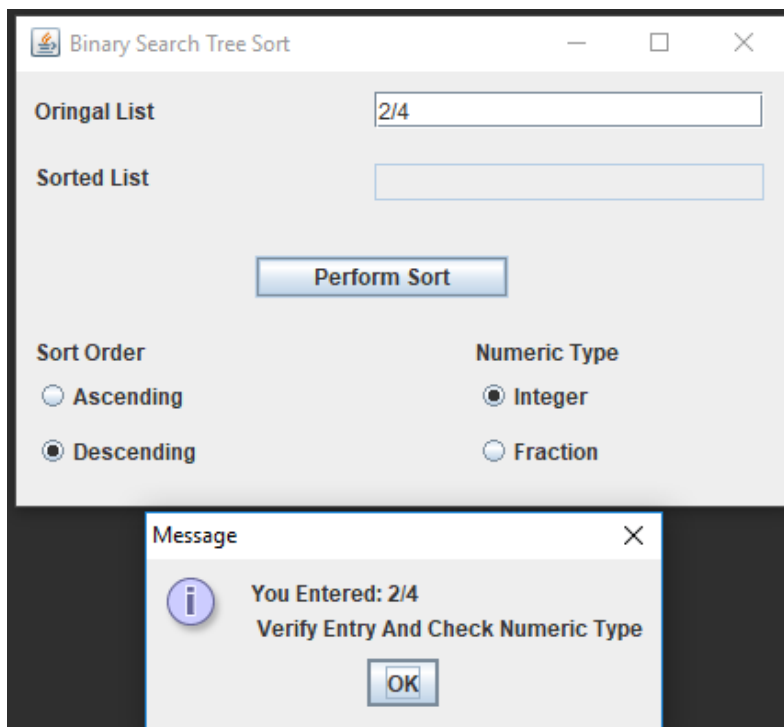 Binary Search Tree Sort
Oringal List 2/4
Sorted List
Perform Sort
Sort Order Numeric Type
Ascending Integer
Descending Fraction
Message
i
You Entered: 2/4
Verify Entry And Check Numeric Type
OK